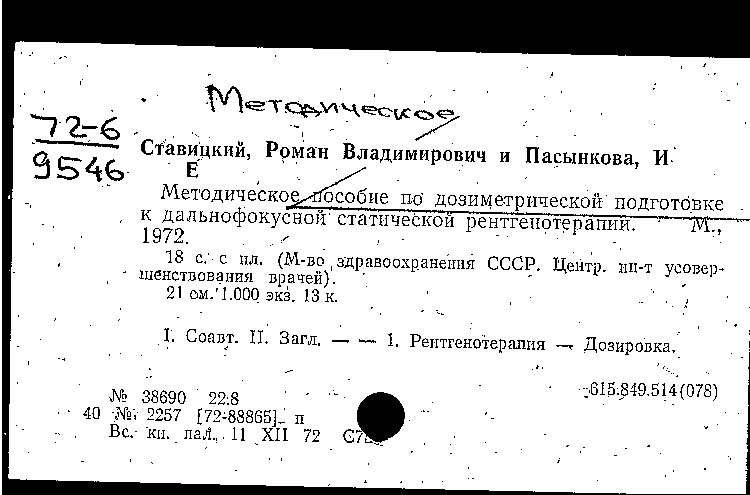 Методическое
72-6
9546
Ставицкий, Роман Владимирович и Пасынкова, И
Е
Методическое пособие по дозиметрической подготовке
к дальнофокусной статической рентгенотерапии. М.,
1972.
18 с. с ил. (М-во здравоохранения СССР. Центр. ин-т усовер-
шенствования врачей).
21 см. 1.000 экз. 13 к.
I. Соавт. II. Загл. — — 1. Рентгенотерапия — Дозировка.
615.849.514(078)
№ 38690 22.8
40 № 2257 [72-88865] п
Вс. кн. пал. 11 XII 72